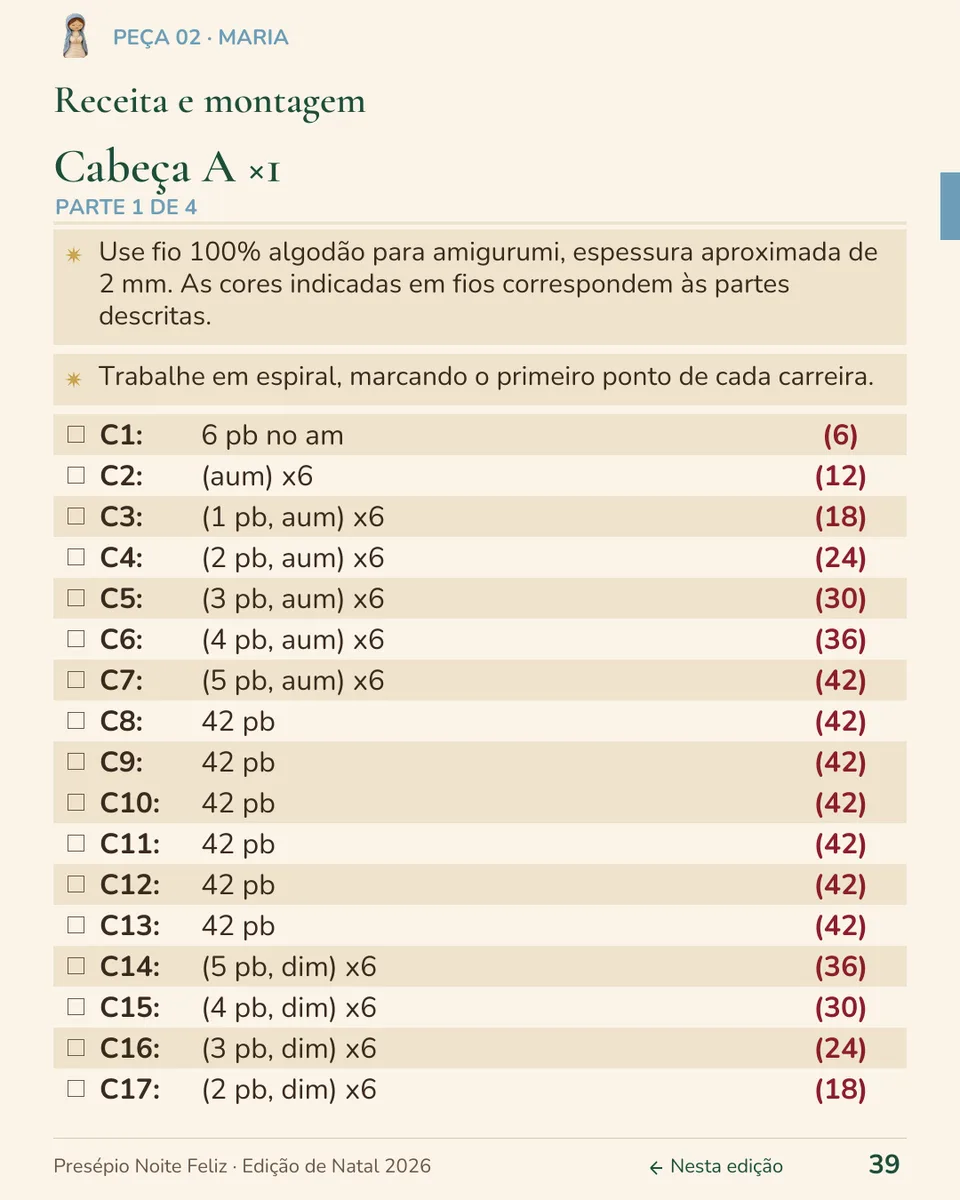 PEÇA 02 · MARIA
Receita e montagem
Cabeça A ×1
PARTE 1 DE 4
✷ Use fio 100% algodão para amigurumi, espessura aproximada de
2 mm. As cores indicadas em fios correspondem às partes
descritas.
✷ Trabalhe em espiral, marcando o primeiro ponto de cada carreira.
☐ C1: 6 pb no am (6)
☐ C2: (aum) x6 (12)
☐ C3: (1 pb, aum) x6 (18)
☐ C4: (2 pb, aum) x6 (24)
☐ C5: (3 pb, aum) x6 (30)
☐ C6: (4 pb, aum) x6 (36)
☐ C7: (5 pb, aum) x6 (42)
☐ C8: 42 pb (42)
☐ C9: 42 pb (42)
☐ C10: 42 pb (42)
☐ C11: 42 pb (42)
☐ C12: 42 pb (42)
☐ C13: 42 pb (42)
☐ C14: (5 pb, dim) x6 (36)
☐ C15: (4 pb, dim) x6 (30)
☐ C16: (3 pb, dim) x6 (24)
☐ C17: (2 pb, dim) x6 (18)
Presépio Noite Feliz · Edição de Natal 2026 ← Nesta edição 39